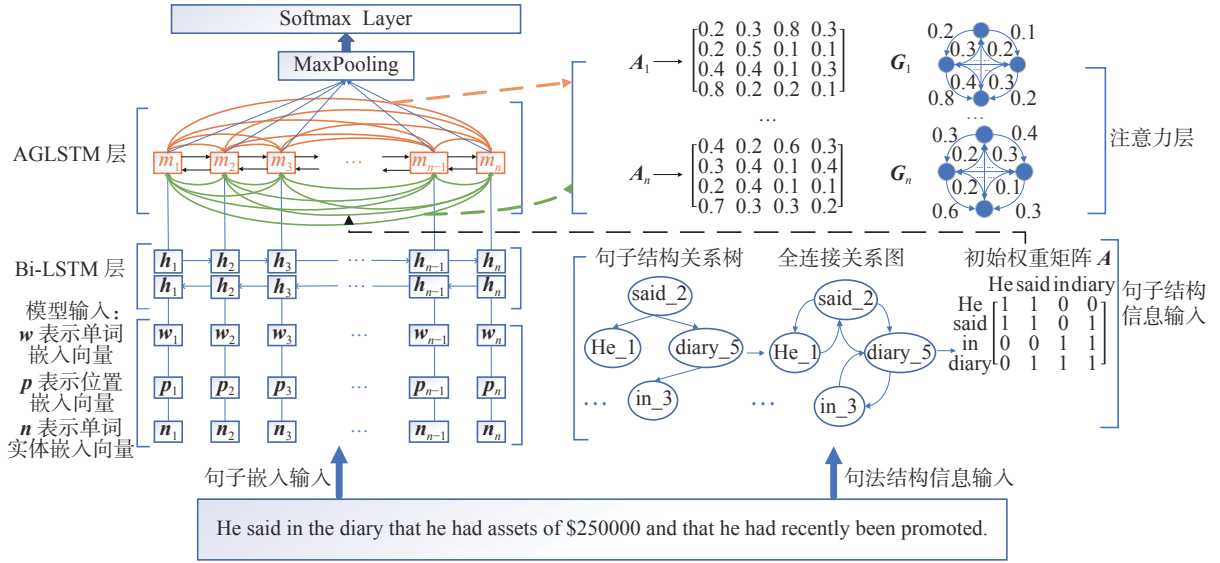 Softmax Layer
MaxPooling
AGLSTM 层
m1 m2 m3 … mn−1 mn
A1
0.2 0.3 0.8 0.3
0.2 0.5 0.1 0.1
0.4 0.4 0.1 0.3
0.8 0.2 0.2 0.1
…
An
0.4 0.2 0.6 0.3
0.3 0.4 0.1 0.4
0.2 0.4 0.1 0.1
0.7 0.3 0.3 0.2
G1
0.2 0.1
0.3 0.2
0.4 0.3
0.8 0.2
…
Gn
0.3 0.4
0.2 0.3
0.2 0.1
0.6 0.3
注意力层
Bi-LSTM 层
h1 h2 h3 … hn−1 hn
h1 h2 h3 hn−1 hn
模型输入：
w 表示单词
嵌入向量
w1 w2 w3 … wn−1 wn
p 表示位置
嵌入向量
p1 p2 p3 … pn−1 pn
n 表示单词
实体嵌入向量
n1 n2 n3 … nn−1 nn
句子结构关系树
said_2
He_1
diary_5
in_3
…
全连接关系图
said_2
He_1
diary_5
in_3
…
初始权重矩阵 A
He said in diary
He 1 1 0 0
said 1 1 0 1
in 0 0 1 1
diary 0 1 1 1
句子结构
信息输入
句子嵌入输入
句法结构信息输入
He said in the diary that he had assets of $250000 and that he had recently been promoted.